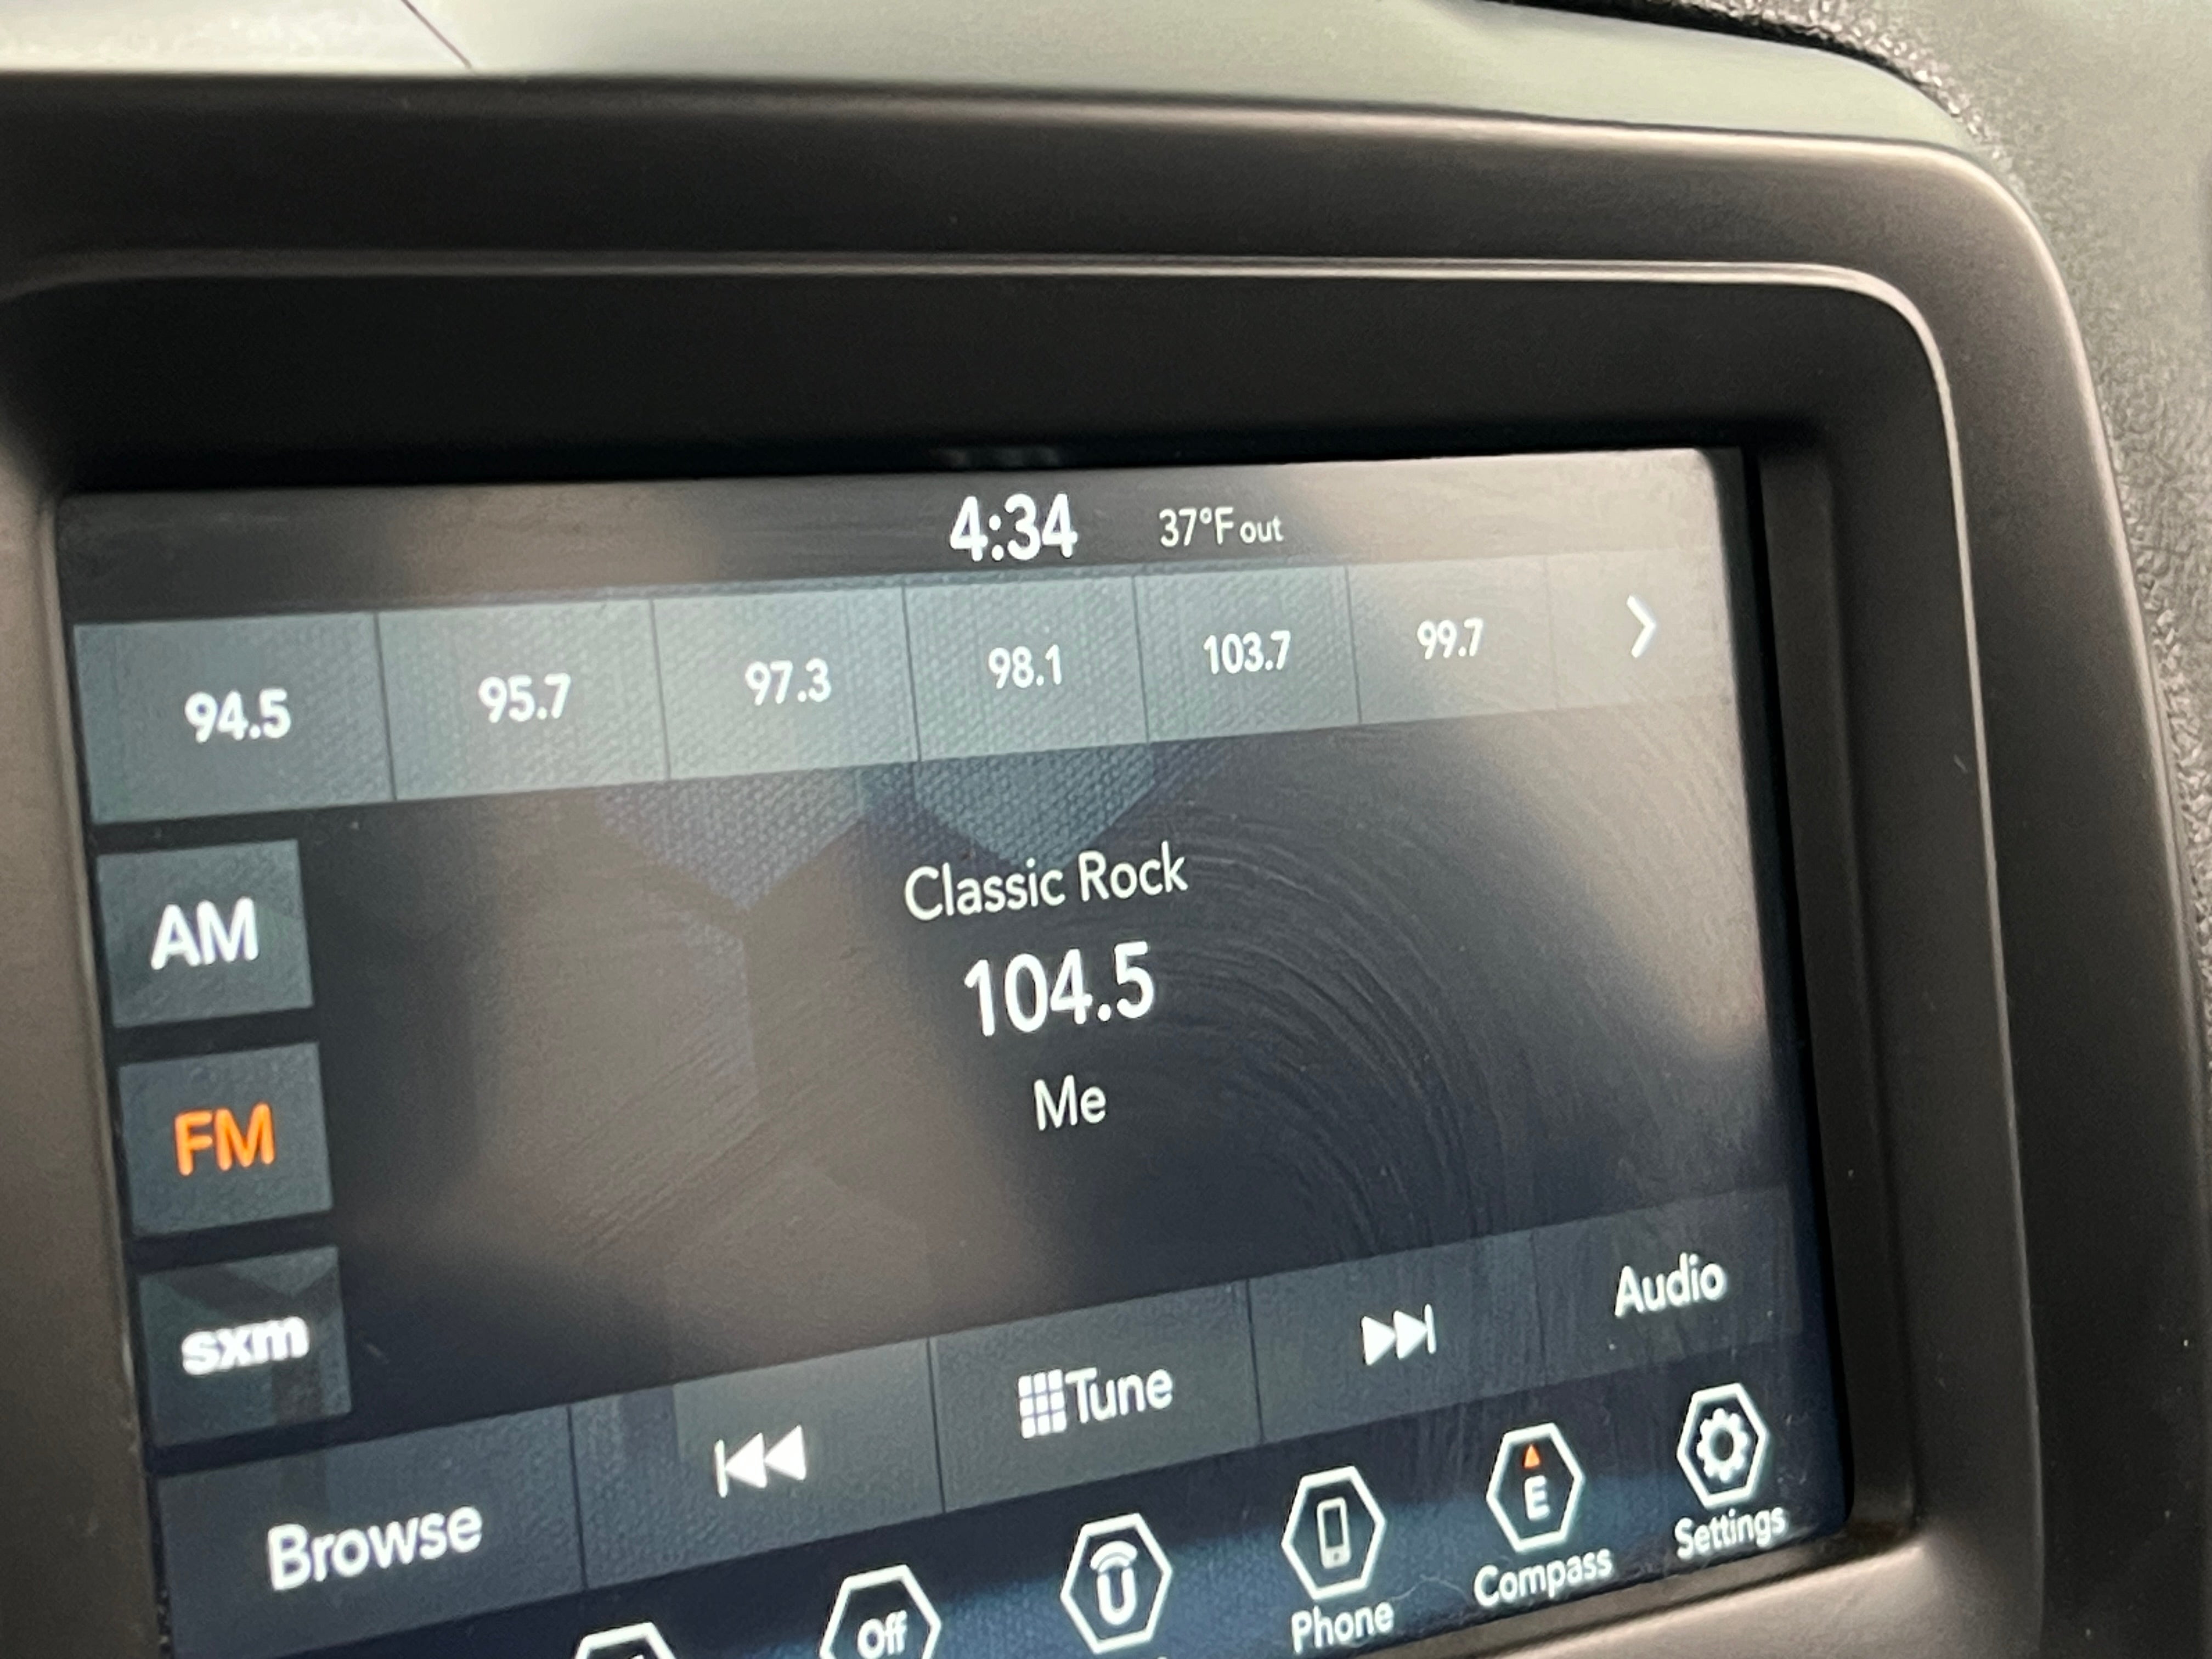 4:34 37°F out
94.5 95.7 97.3 98.1 103.7 99.7
Classic Rock
AM
104.5
FM
Me
sxm
Browse Tune Audio
Off U E
Phone Compass Settings